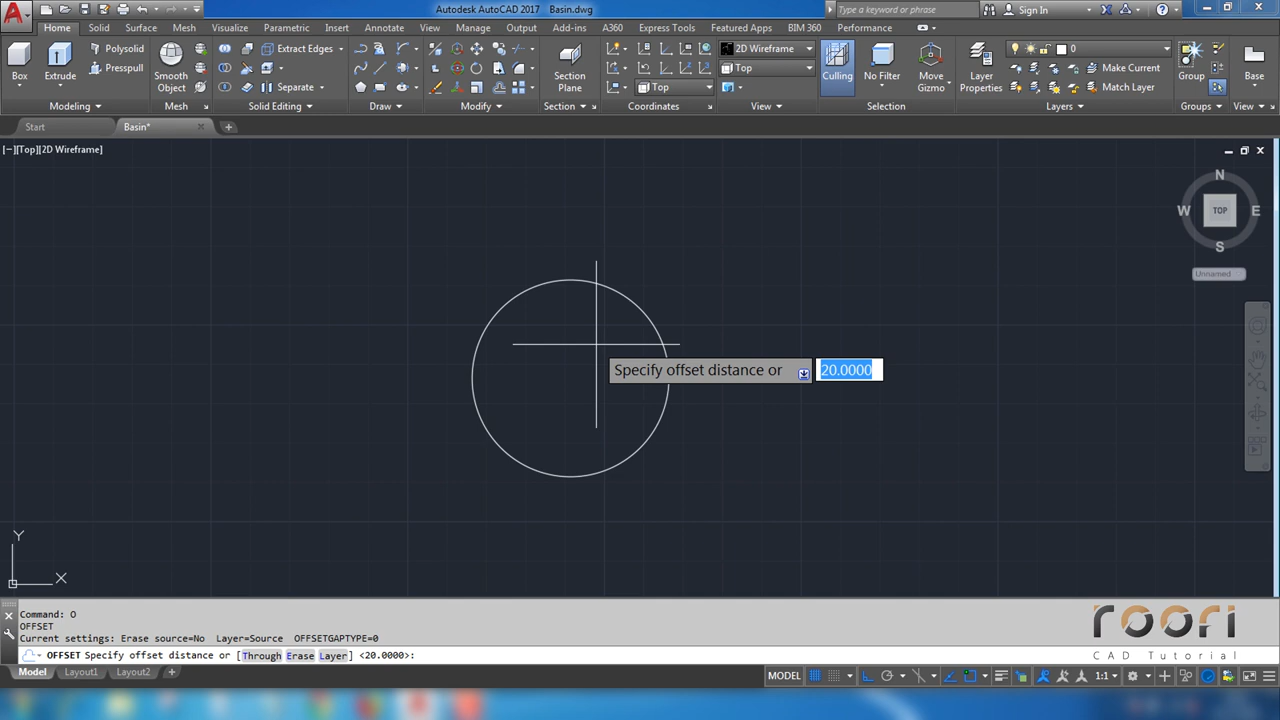 Autodesk AutoCAD 2017 Basin.dwg
Type a keyword or phrase
Sign In
Home Solid Surface Mesh Visualize Parametric Insert Annotate View Manage Output Add-ins A360 Express Tools Featured Apps BIM 360 Performance
Box
Extrude
Polysolid
Presspull
Smooth
Object
Extrude Edges
Separate
Section
Plane
2D Wireframe
Top
Top
Culling
No Filter
Move
Gizmo
Layer
Properties
0
Make Current
Match Layer
Group
Base
Modeling Mesh Solid Editing Draw Modify Section Coordinates View Selection Layers Groups View
Start Basin*
[−][Top][2D Wireframe]
N
W TOP E
S
Unnamed
Specify offset distance or 20.0000
Y
X
Command: O
OFFSET
Current settings: Erase source=No Layer=Source OFFSETGAPTYPE=0
OFFSET Specify offset distance or [Through Erase Layer] <20.0000>:
roori
CAD Tutorial
Model Layout1 Layout2
MODEL 1:1